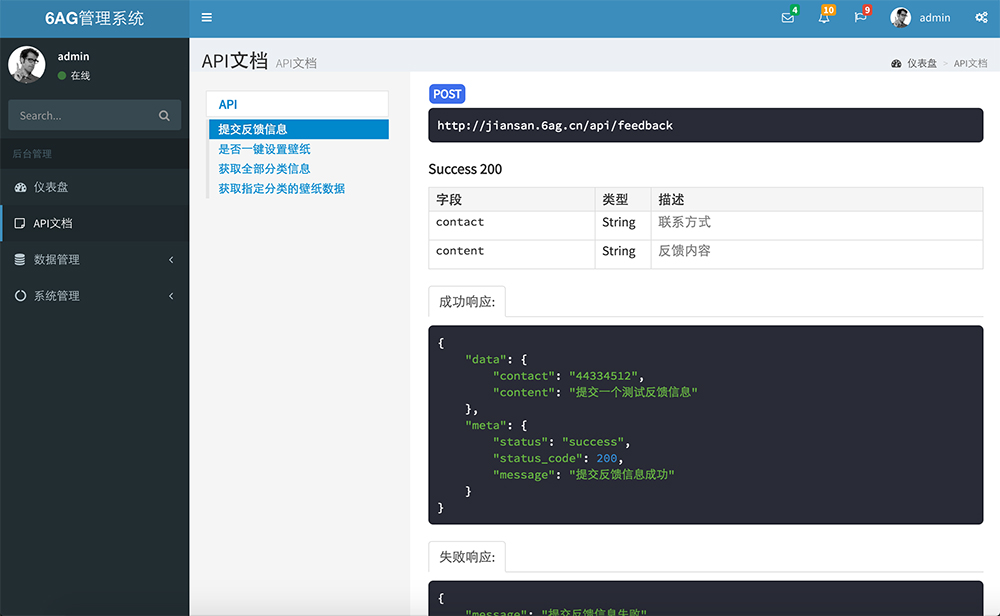 6AG管理系统
4
10
9
admin
admin
在线
Search...
后台管理
仪表盘
API文档
数据管理
系统管理
API文档 API文档
仪表盘 > API文档
API
提交反馈信息
是否一键设置壁纸
获取全部分类信息
获取指定分类的壁纸数据
POST
http://jiansan.6ag.cn/api/feedback
Success 200
字段 类型 描述
contact String 联系方式
content String 反馈内容
成功响应:
{
"data": {
"contact": "44334512",
"content": "提交一个测试反馈信息"
},
"meta": {
"status": "success",
"status_code": 200,
"message": "提交反馈信息成功"
}
}
失败响应:
{
"message": "提交反馈信息失败"